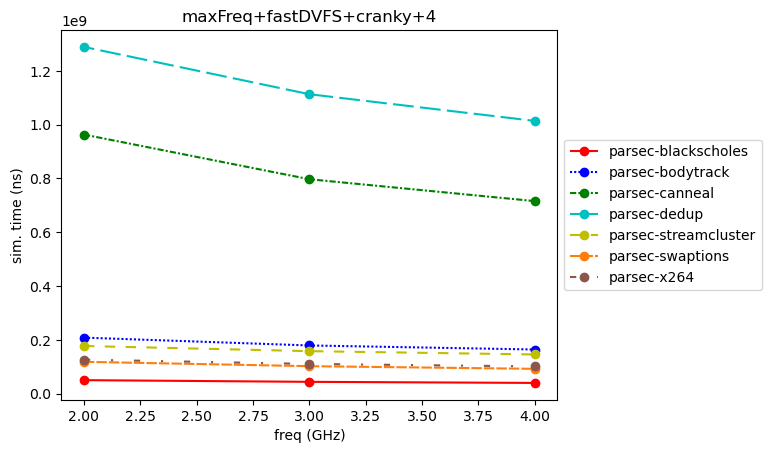 maxFreq+fastDVFS+cranky+4
1e9
1.2
1.0
0.8
0.6
0.4
0.2
0.0
sim. time (ns)
2.00 2.25 2.50 2.75 3.00 3.25 3.50 3.75 4.00
freq (GHz)
parsec-blackscholes
parsec-bodytrack
parsec-canneal
parsec-dedup
parsec-streamcluster
parsec-swaptions
parsec-x264